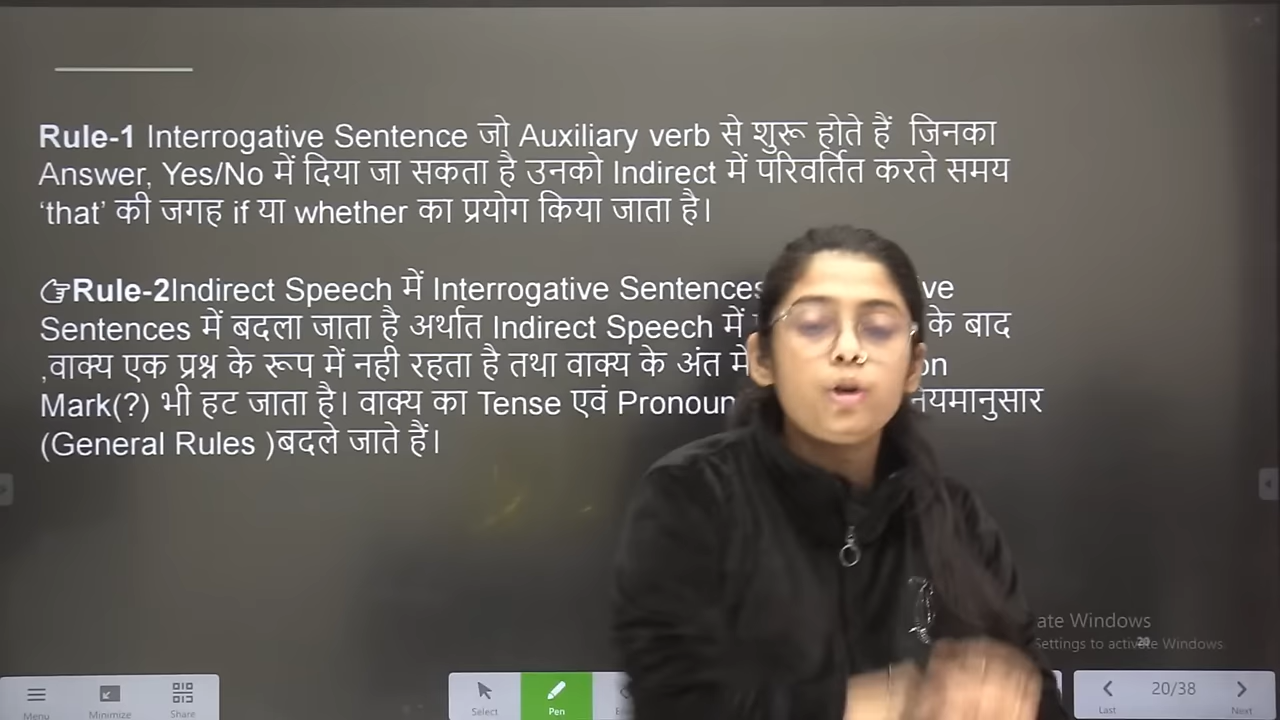 Rule-1 Interrogative Sentence जो Auxiliary verb से शुरू होते हैं जिनका
Answer, Yes/No में दिया जा सकता है उनको Indirect में परिवर्तित करते समय
‘that’ की जगह if या whether का प्रयोग किया जाता है।
👉Rule-2Indirect Speech में Interrogative Sentences ve
Sentences में बदला जाता है अर्थात Indirect Speech में के बाद
,वाक्य एक प्रश्न के रूप में नही रहता है तथा वाक्य के अंत में on
Mark(?) भी हट जाता है। वाक्य का Tense एवं Pronoun नियमानुसार
(General Rules )बदले जाते हैं।
ate Windows
Settings to activate Windows
20
Menu
Minimize
Share
Select
Pen
20/38
Last
Next